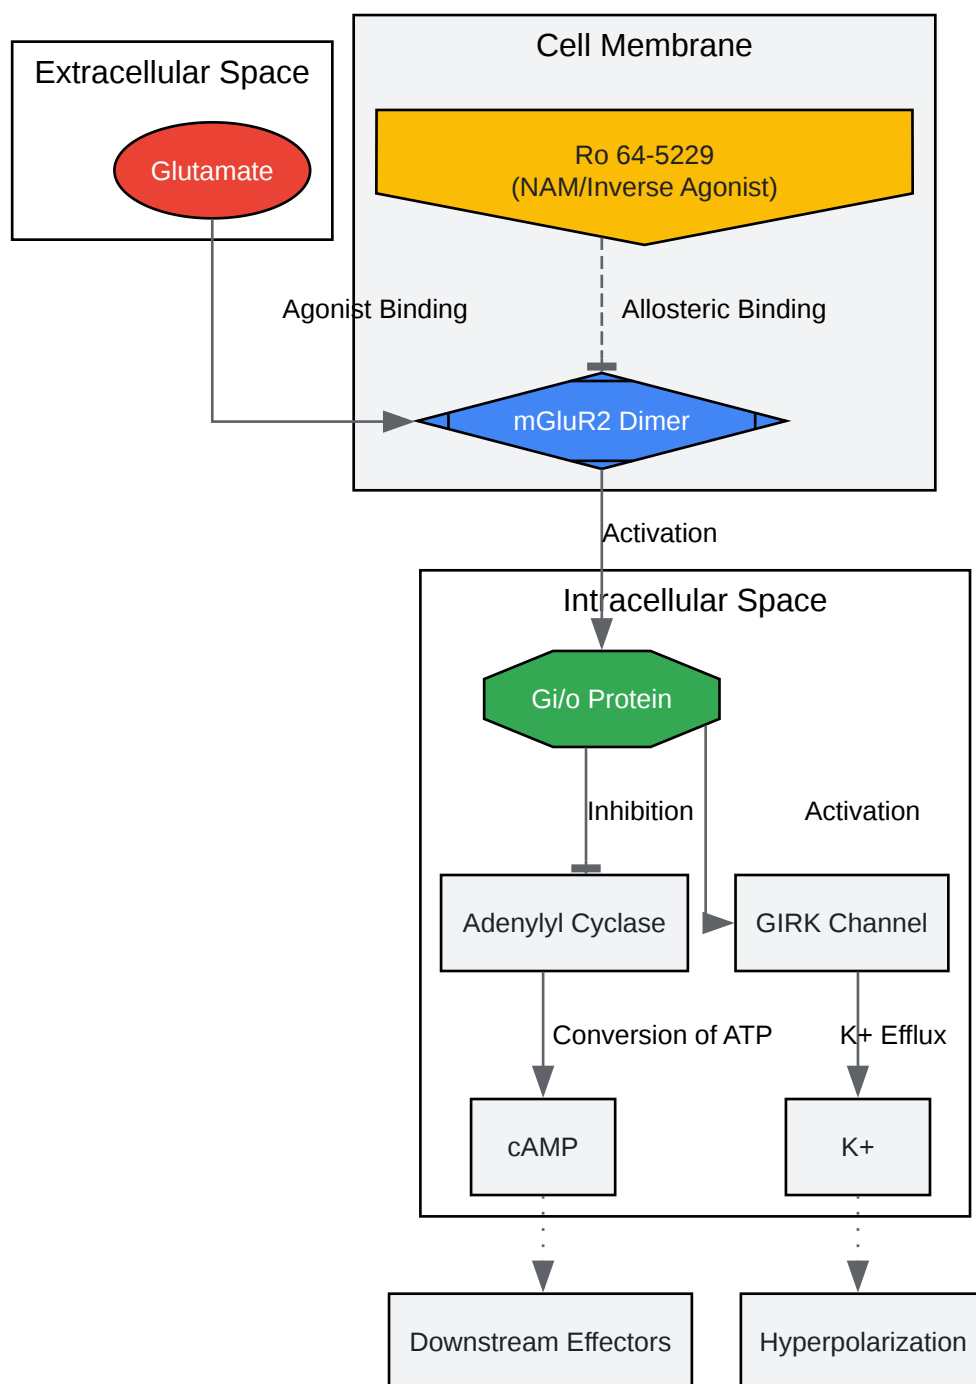 Cell Membrane
Extracellular Space
Glutamate
Ro 64-5229
(NAM/Inverse Agonist)
Agonist Binding
Allosteric Binding
mGluR2 Dimer
Activation
Intracellular Space
Gi/o Protein
Inhibition
Activation
Adenylyl Cyclase
GIRK Channel
Conversion of ATP
K+ Efflux
cAMP
K+
Downstream Effectors
Hyperpolarization